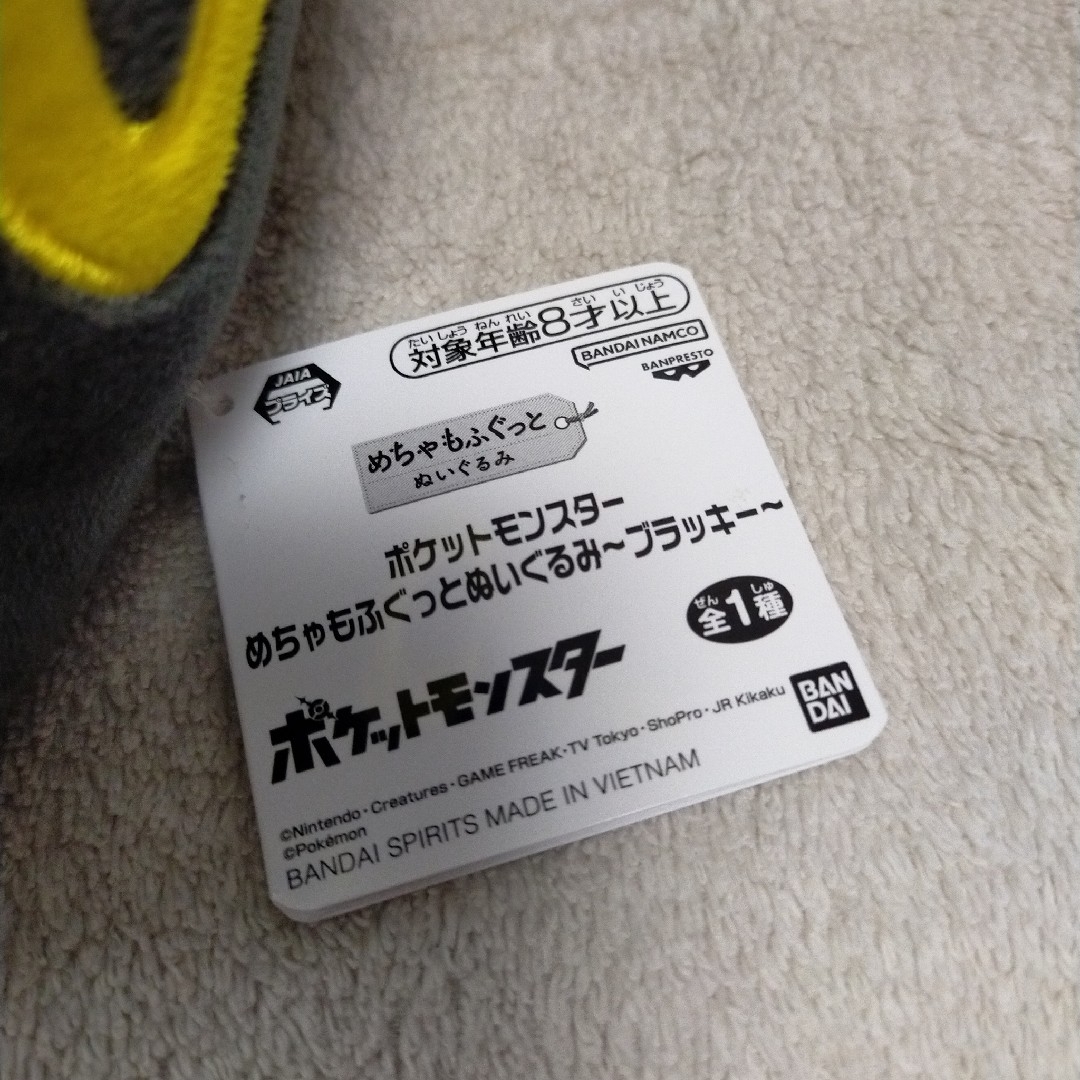 たいしょうねんれい さいいじょう
対象年齢8才以上
JAIA
プライズ
BANDAI NAMCO
BANPRESTO
めちゃもふぐっと
ぬいぐるみ
ポケットモンスター
めちゃもふぐっとぬいぐるみ~ブラッキー~
ぜん しゅ
全1種
ポケットモンスター
BAN
DAI
©Nintendo・Creatures・GAME FREAK・TV Tokyo・ShoPro・JR Kikaku
©Pokémon
BANDAI SPIRITS MADE IN VIETNAM